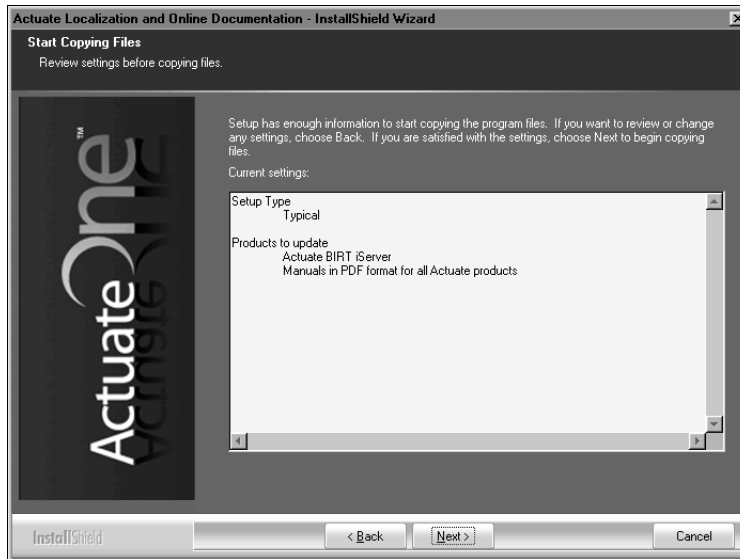 Actuate Localization and Online Documentation - InstallShield Wizard
Start Copying Files
Review settings before copying files.
ActuateOne™
Setup has enough information to start copying the program files. If you want to review or change
any settings, choose Back. If you are satisfied with the settings, choose Next to begin copying
files.
Current settings:
Setup Type
Typical
Products to update
Actuate BIRT iServer
Manuals in PDF format for all Actuate products
InstallShield
< Back
Next >
Cancel